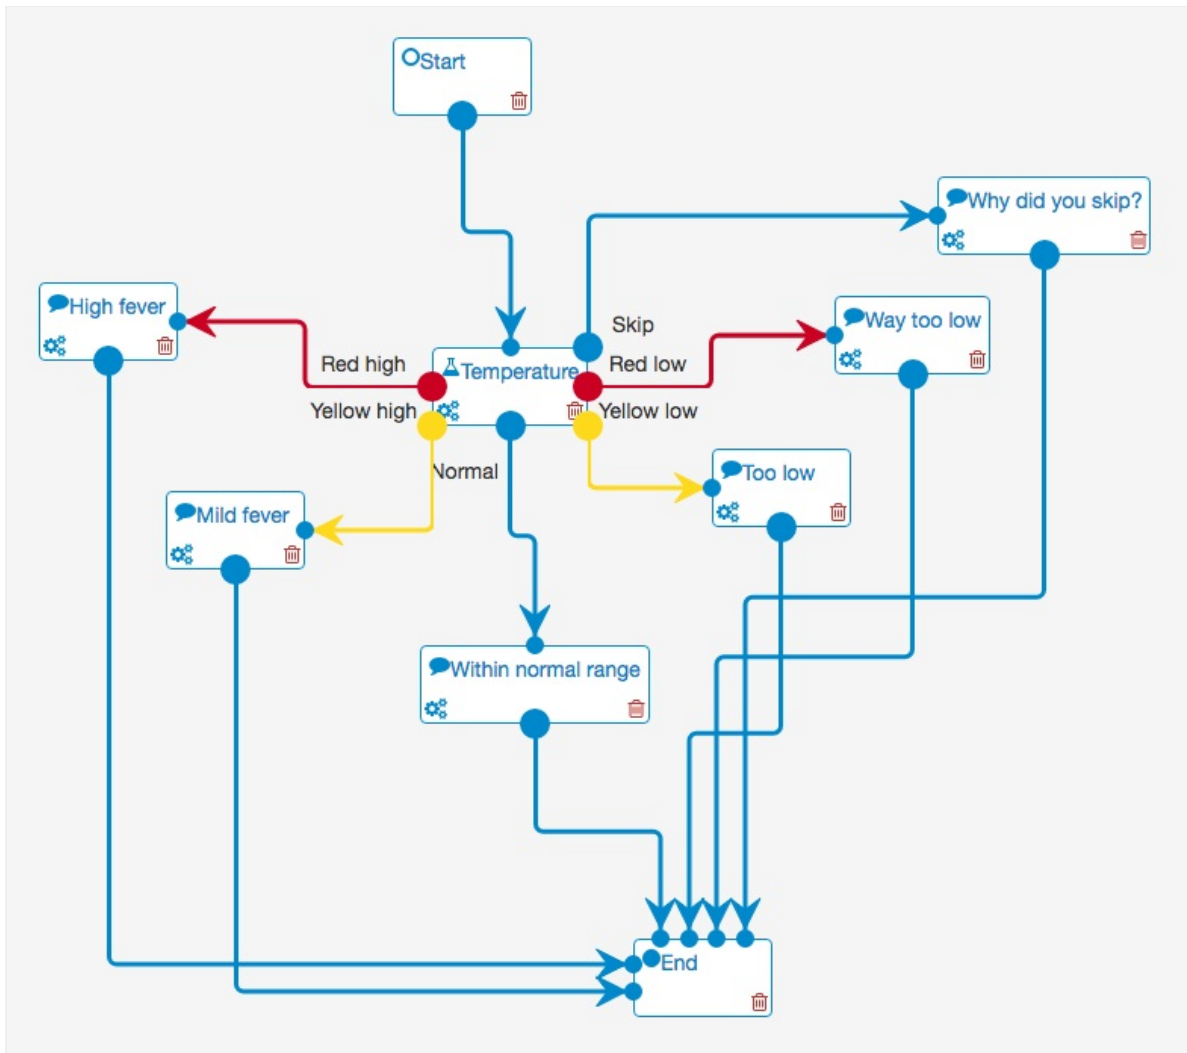 Start
Why did you skip?
High fever
Way too low
Skip
Red high
Temperature
Red low
Yellow high
Yellow low
Normal
Too low
Mild fever
Within normal range
End